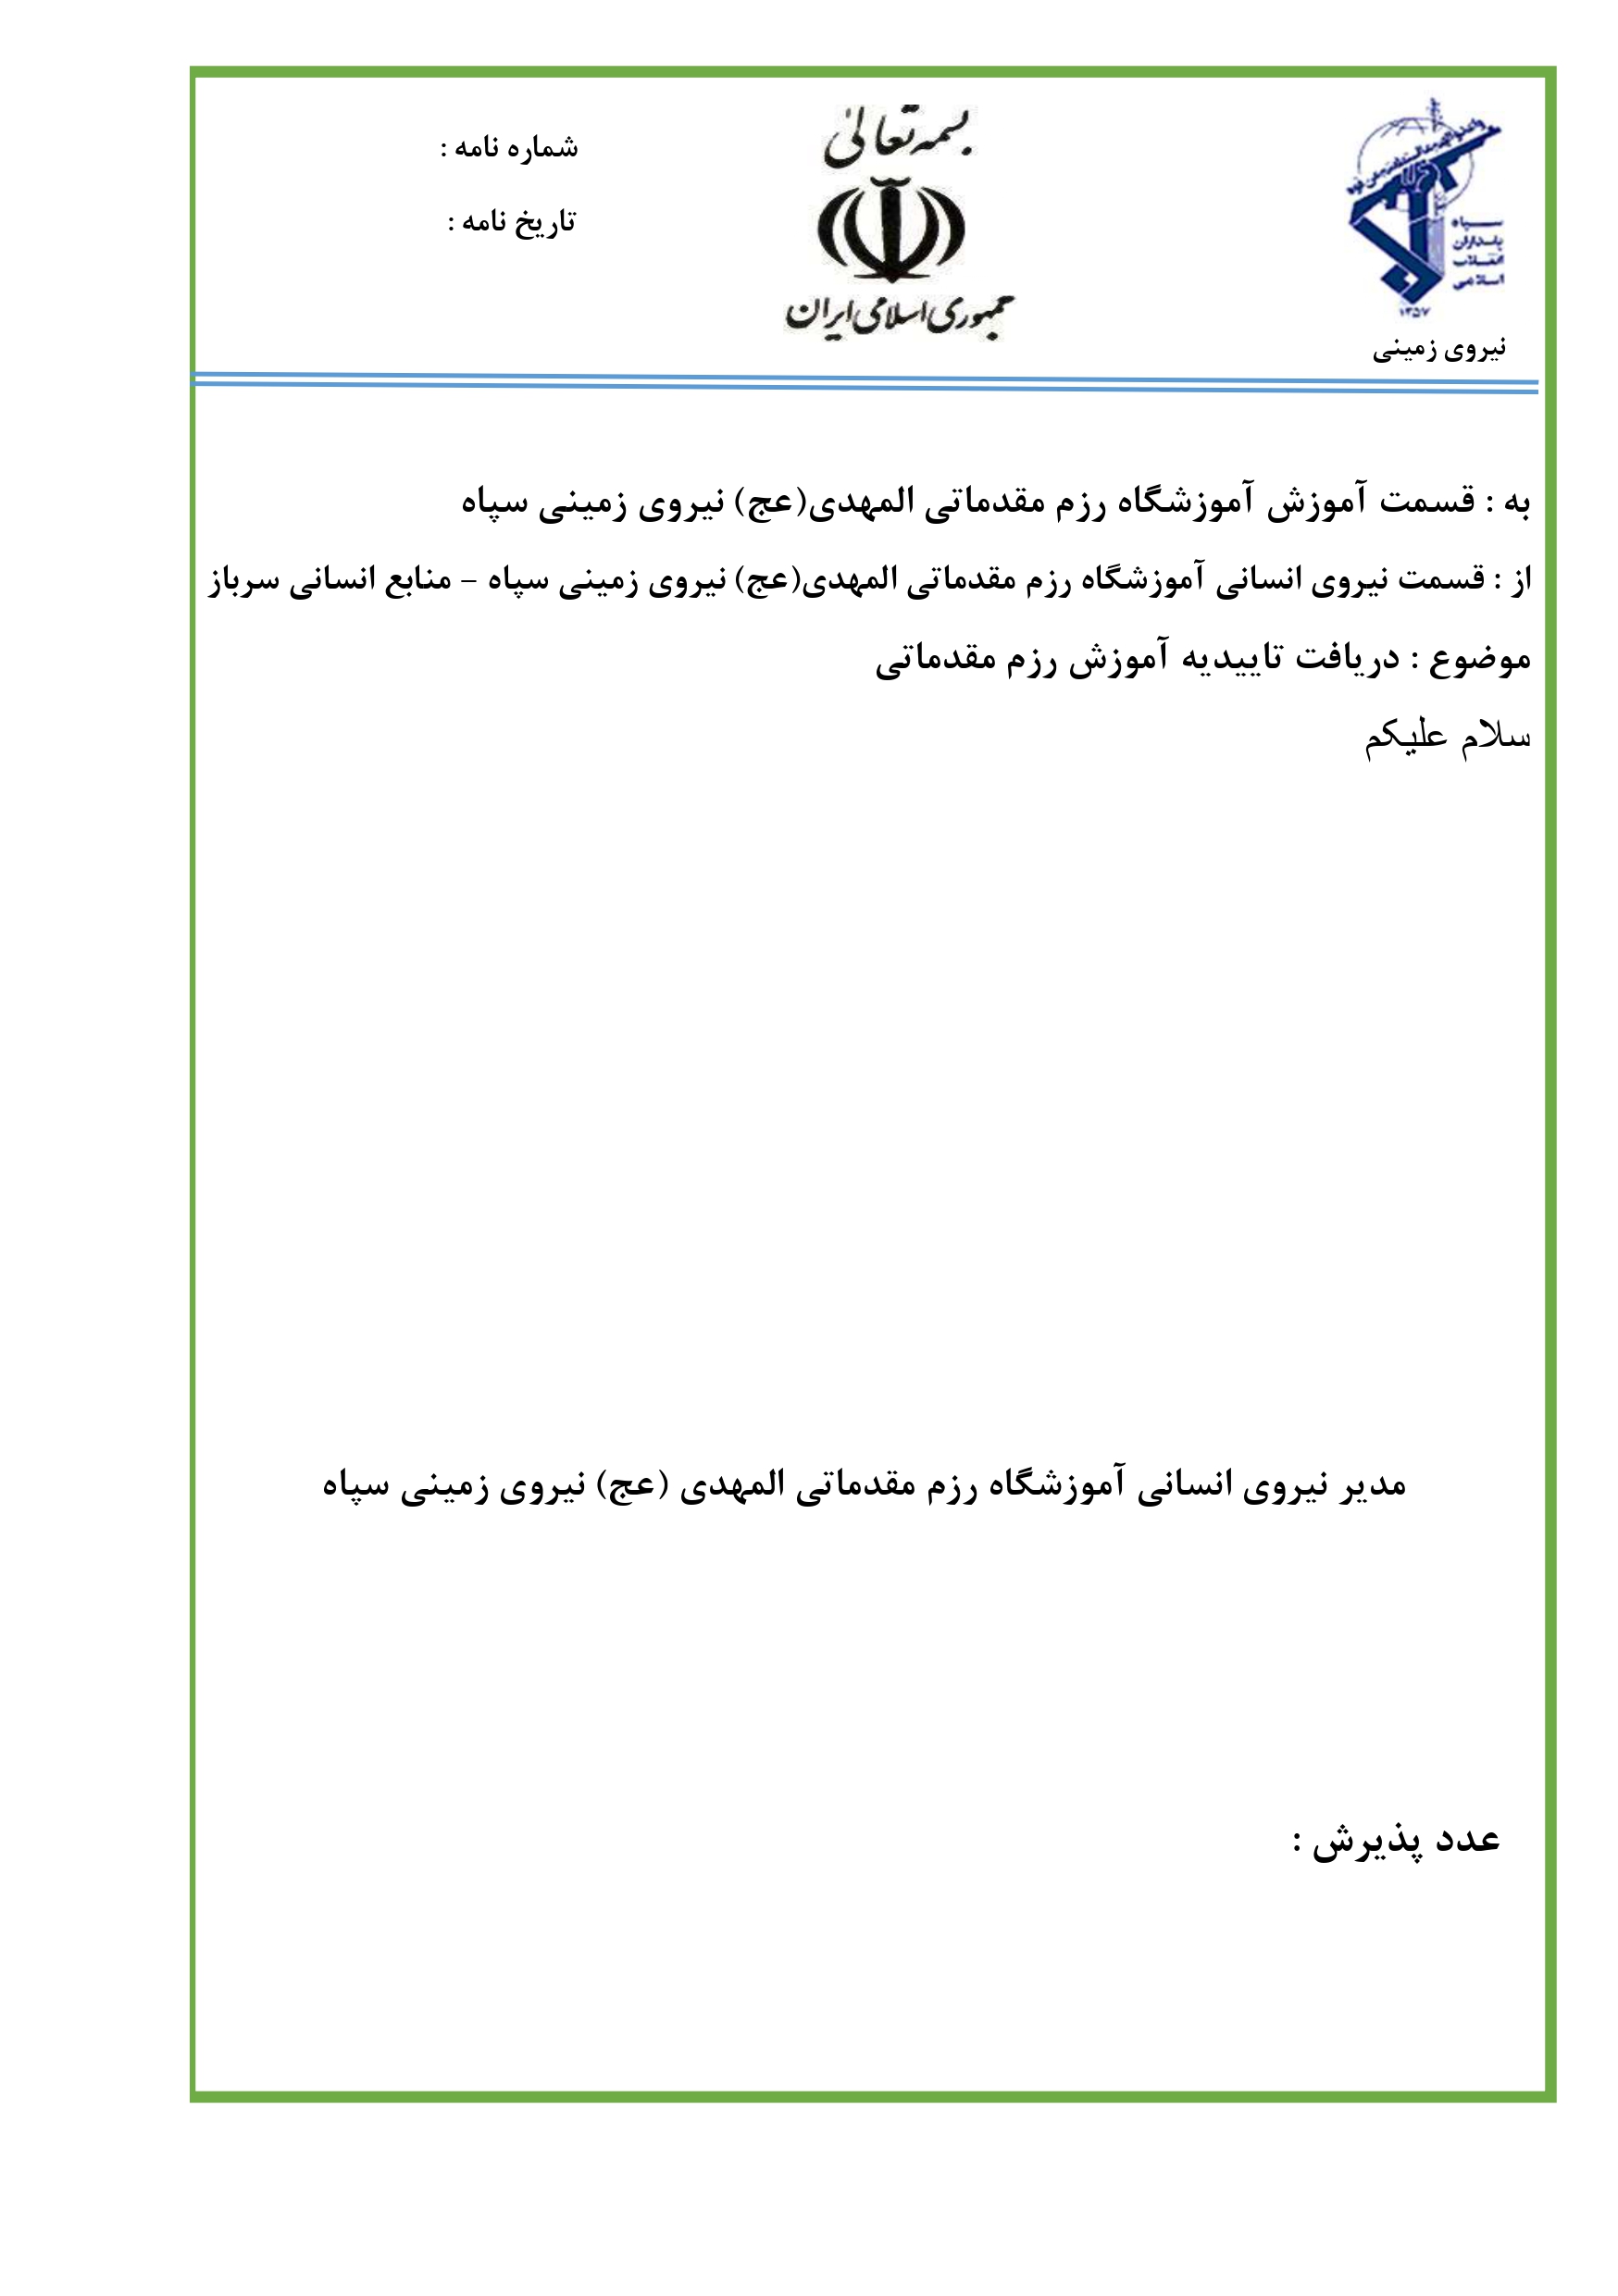 بسمه تعالی
جمهوری اسلامی ایران
شماره نامه :
تاریخ نامه :
سپاه
پاسداران
انقلاب
اسلامی
۱۳۵۷
نیروی زمینی
به : قسمت آموزش آموزشگاه رزم مقدماتی المهدی(عج) نیروی زمینی سپاه
از : قسمت نیروی انسانی آموزشگاه رزم مقدماتی المهدی(عج) نیروی زمینی سپاه – منابع انسانی سرباز
موضوع : دریافت تاییدیه آموزش رزم مقدماتی
سلام علیکم
مدیر نیروی انسانی آموزشگاه رزم مقدماتی المهدی (عج) نیروی زمینی سپاه
عدد پذیرش :